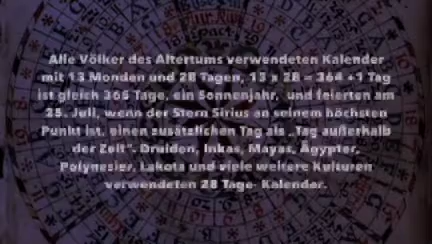 Alle Völker des Altertums verwendeten Kalender
mit 13 Monden und 28 Tagen, 13 x 28 = 364 +1 Tag
ist gleich 365 Tage, ein Sonnenjahr, und feierten am
25. Juli, wenn der Stern Sirius an seinem höchsten
Punkt ist, einen zusätzlichen Tag als „Tag außerhalb
der Zeit“. Druiden, Inkas, Mayas, Ägypter,
Polynesier, Lakota und viele weitere Kulturen
verwendeten 28 Tage- Kalender.